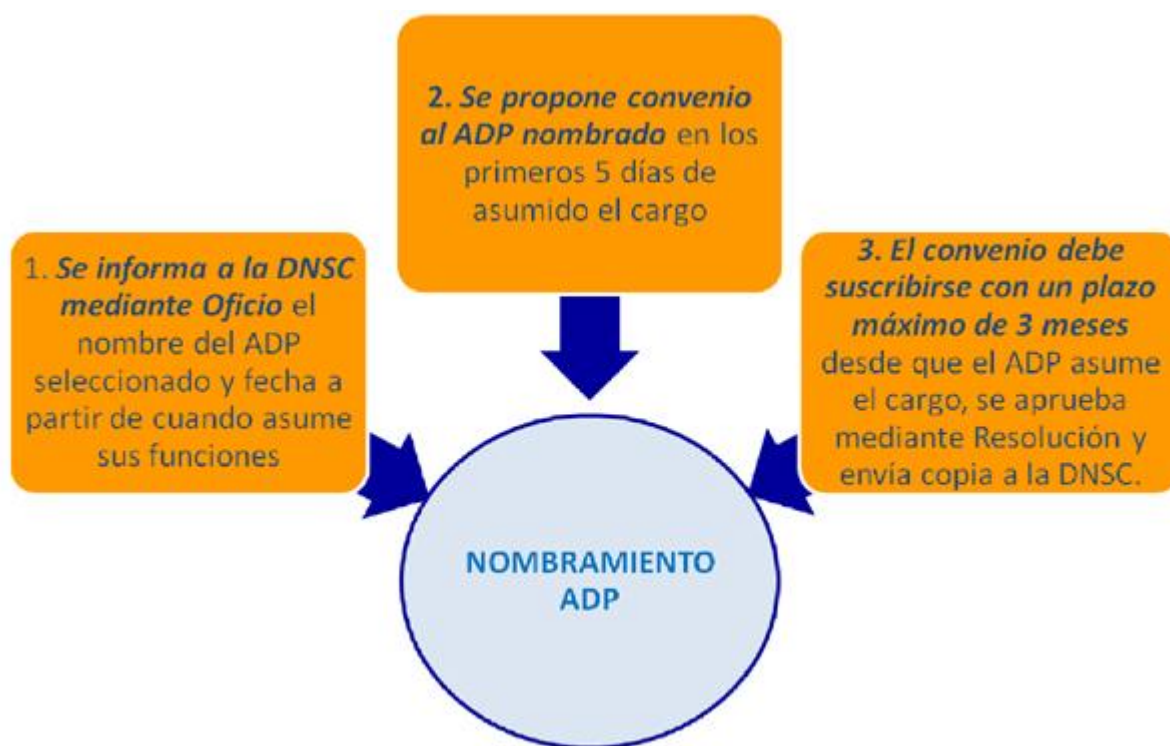 1. Se informa a la DNSC
mediante Oficio el
nombre del ADP
seleccionado y fecha a
partir de cuando asume
sus funciones
2. Se propone convenio
al ADP nombrado en los
primeros 5 días de
asumido el cargo
3. El convenio debe
suscribirse con un plazo
máximo de 3 meses
desde que el ADP asume
el cargo, se aprueba
mediante Resolución y
envía copia a la DNSC.
NOMBRAMIENTO
ADP